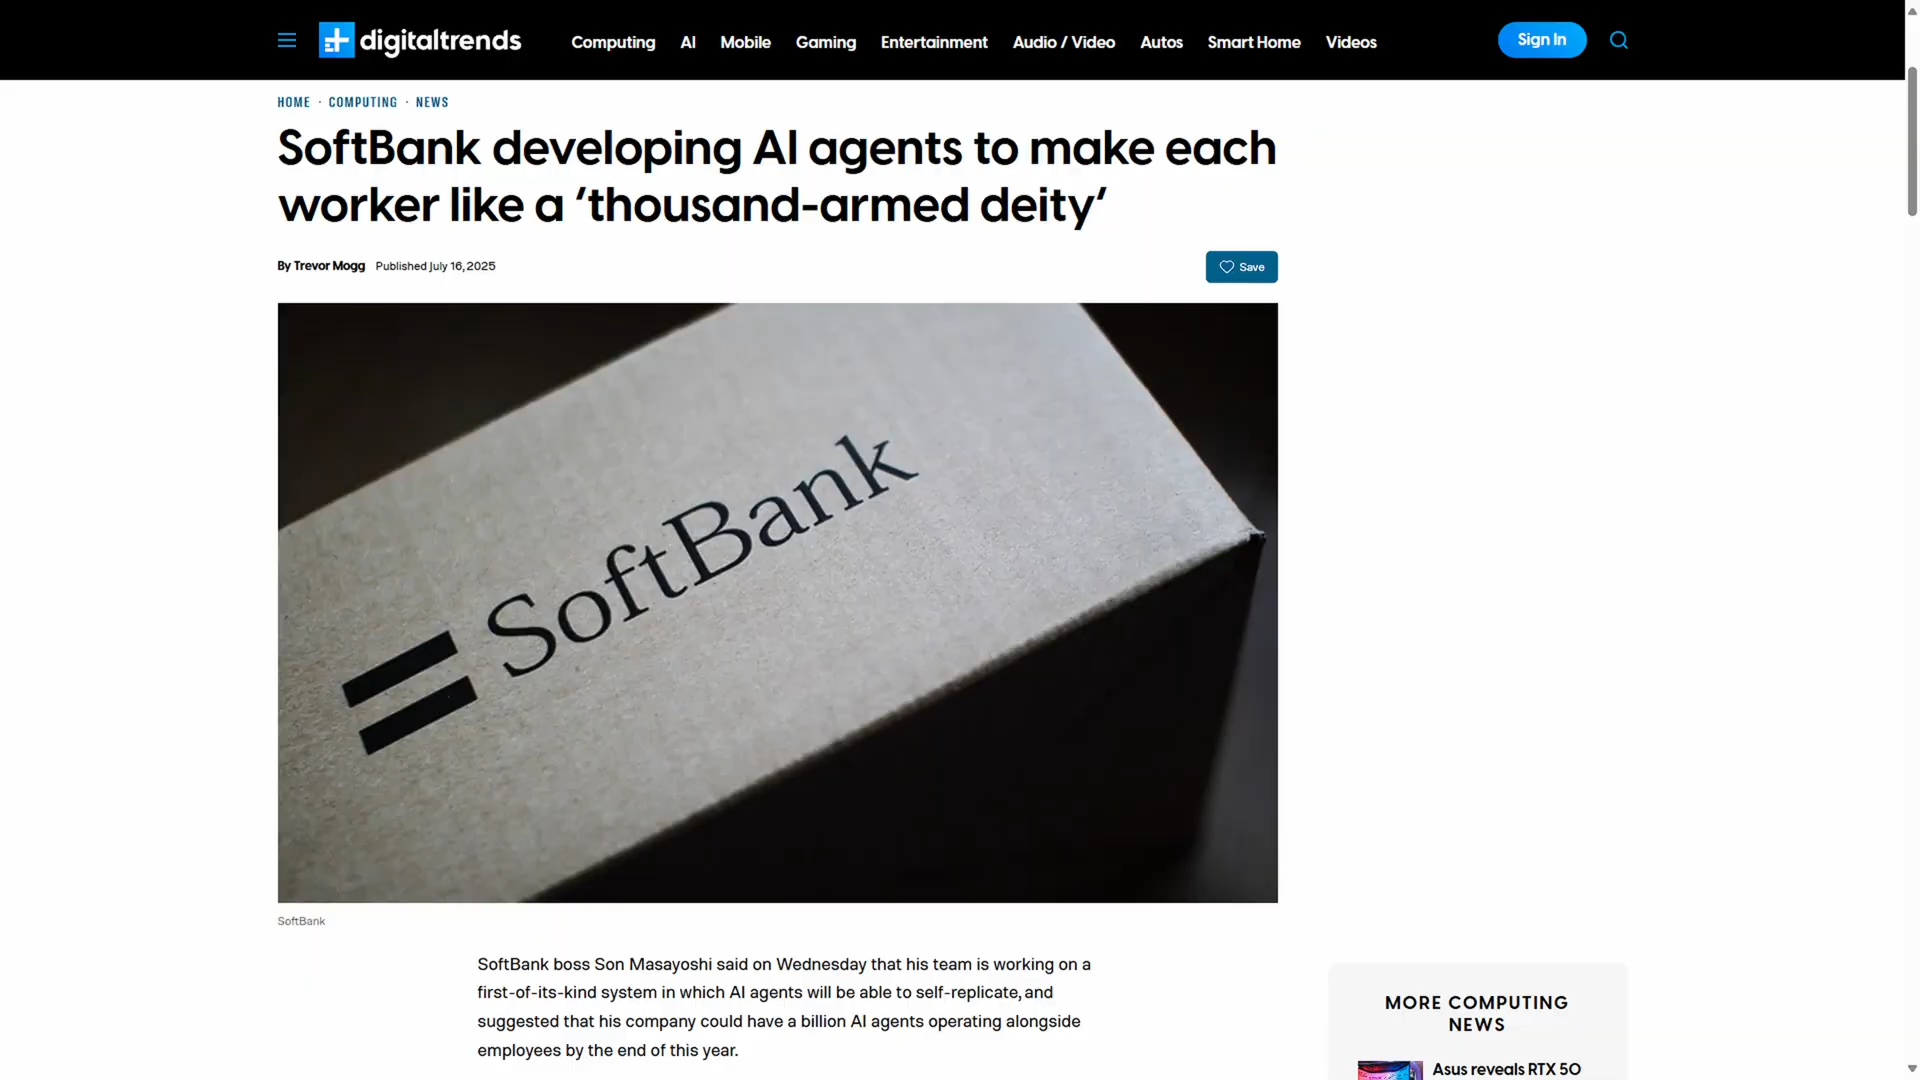 digitaltrends
Computing AI Mobile Gaming Entertainment Audio / Video Autos Smart Home Videos
Sign In
HOME · COMPUTING · NEWS
SoftBank developing AI agents to make each
worker like a ‘thousand-armed deity’
By Trevor Mogg Published July 16, 2025
Save
SoftBank
SoftBank
SoftBank boss Son Masayoshi said on Wednesday that his team is working on a
first-of-its-kind system in which AI agents will be able to self-replicate, and
suggested that his company could have a billion AI agents operating alongside
employees by the end of this year.
MORE COMPUTING
NEWS
Asus reveals RTX 50